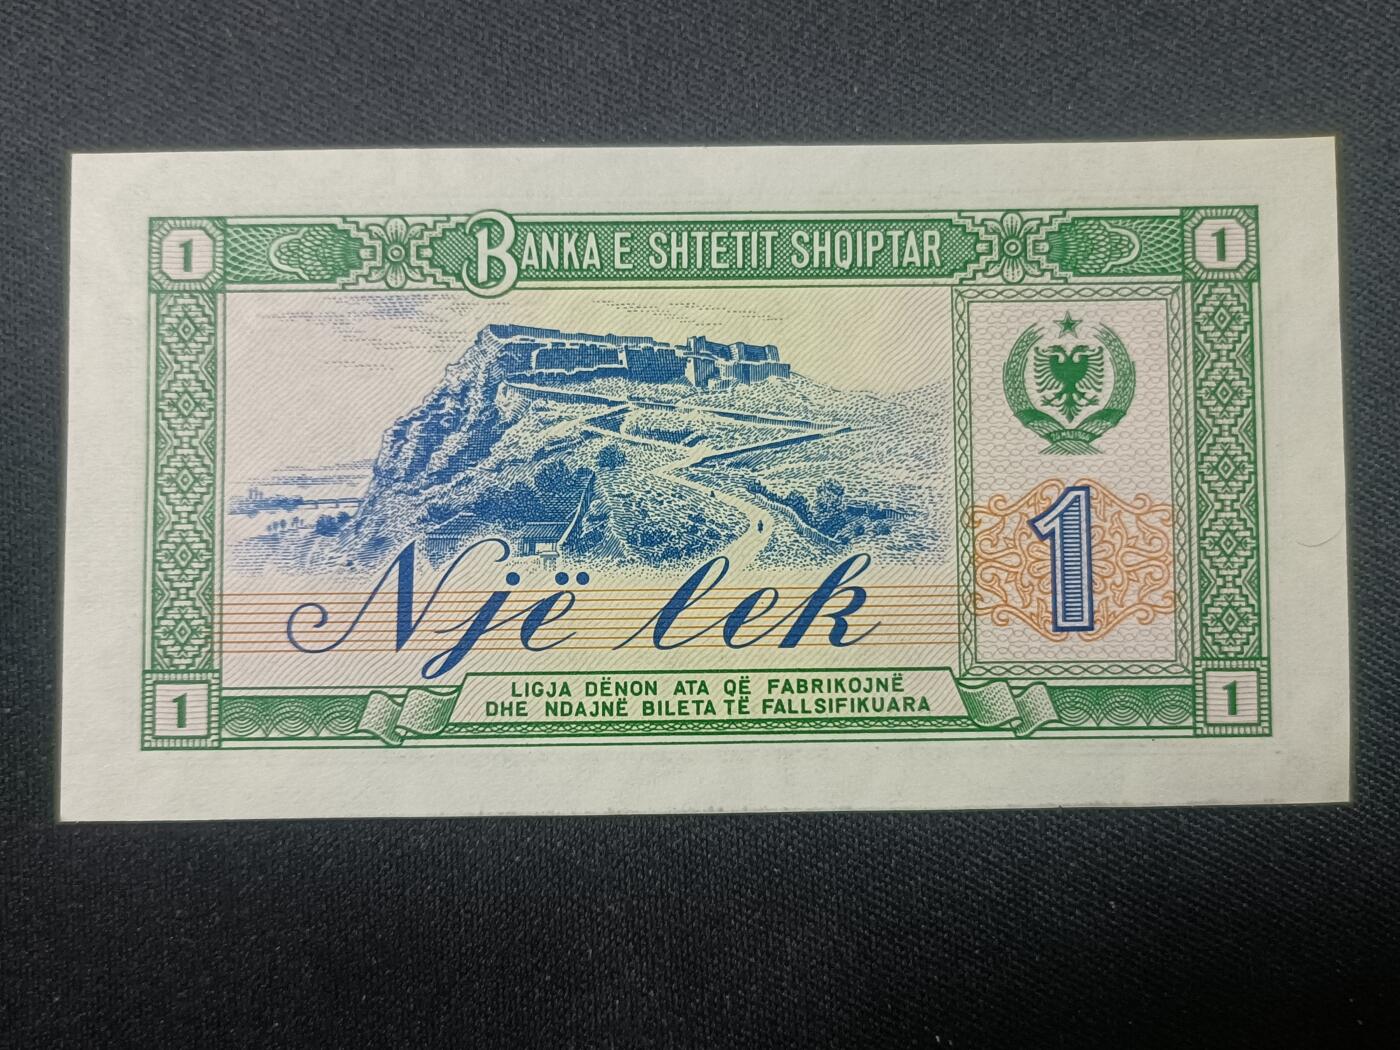 1 BANKA E SHTETIT SHQIPTAR 1
1
Një lek
1 LIGJA DËNON ATA QË FABRIKOJNË 1
DHE NDAJNË BILETA TË FALLSIFIKUARA